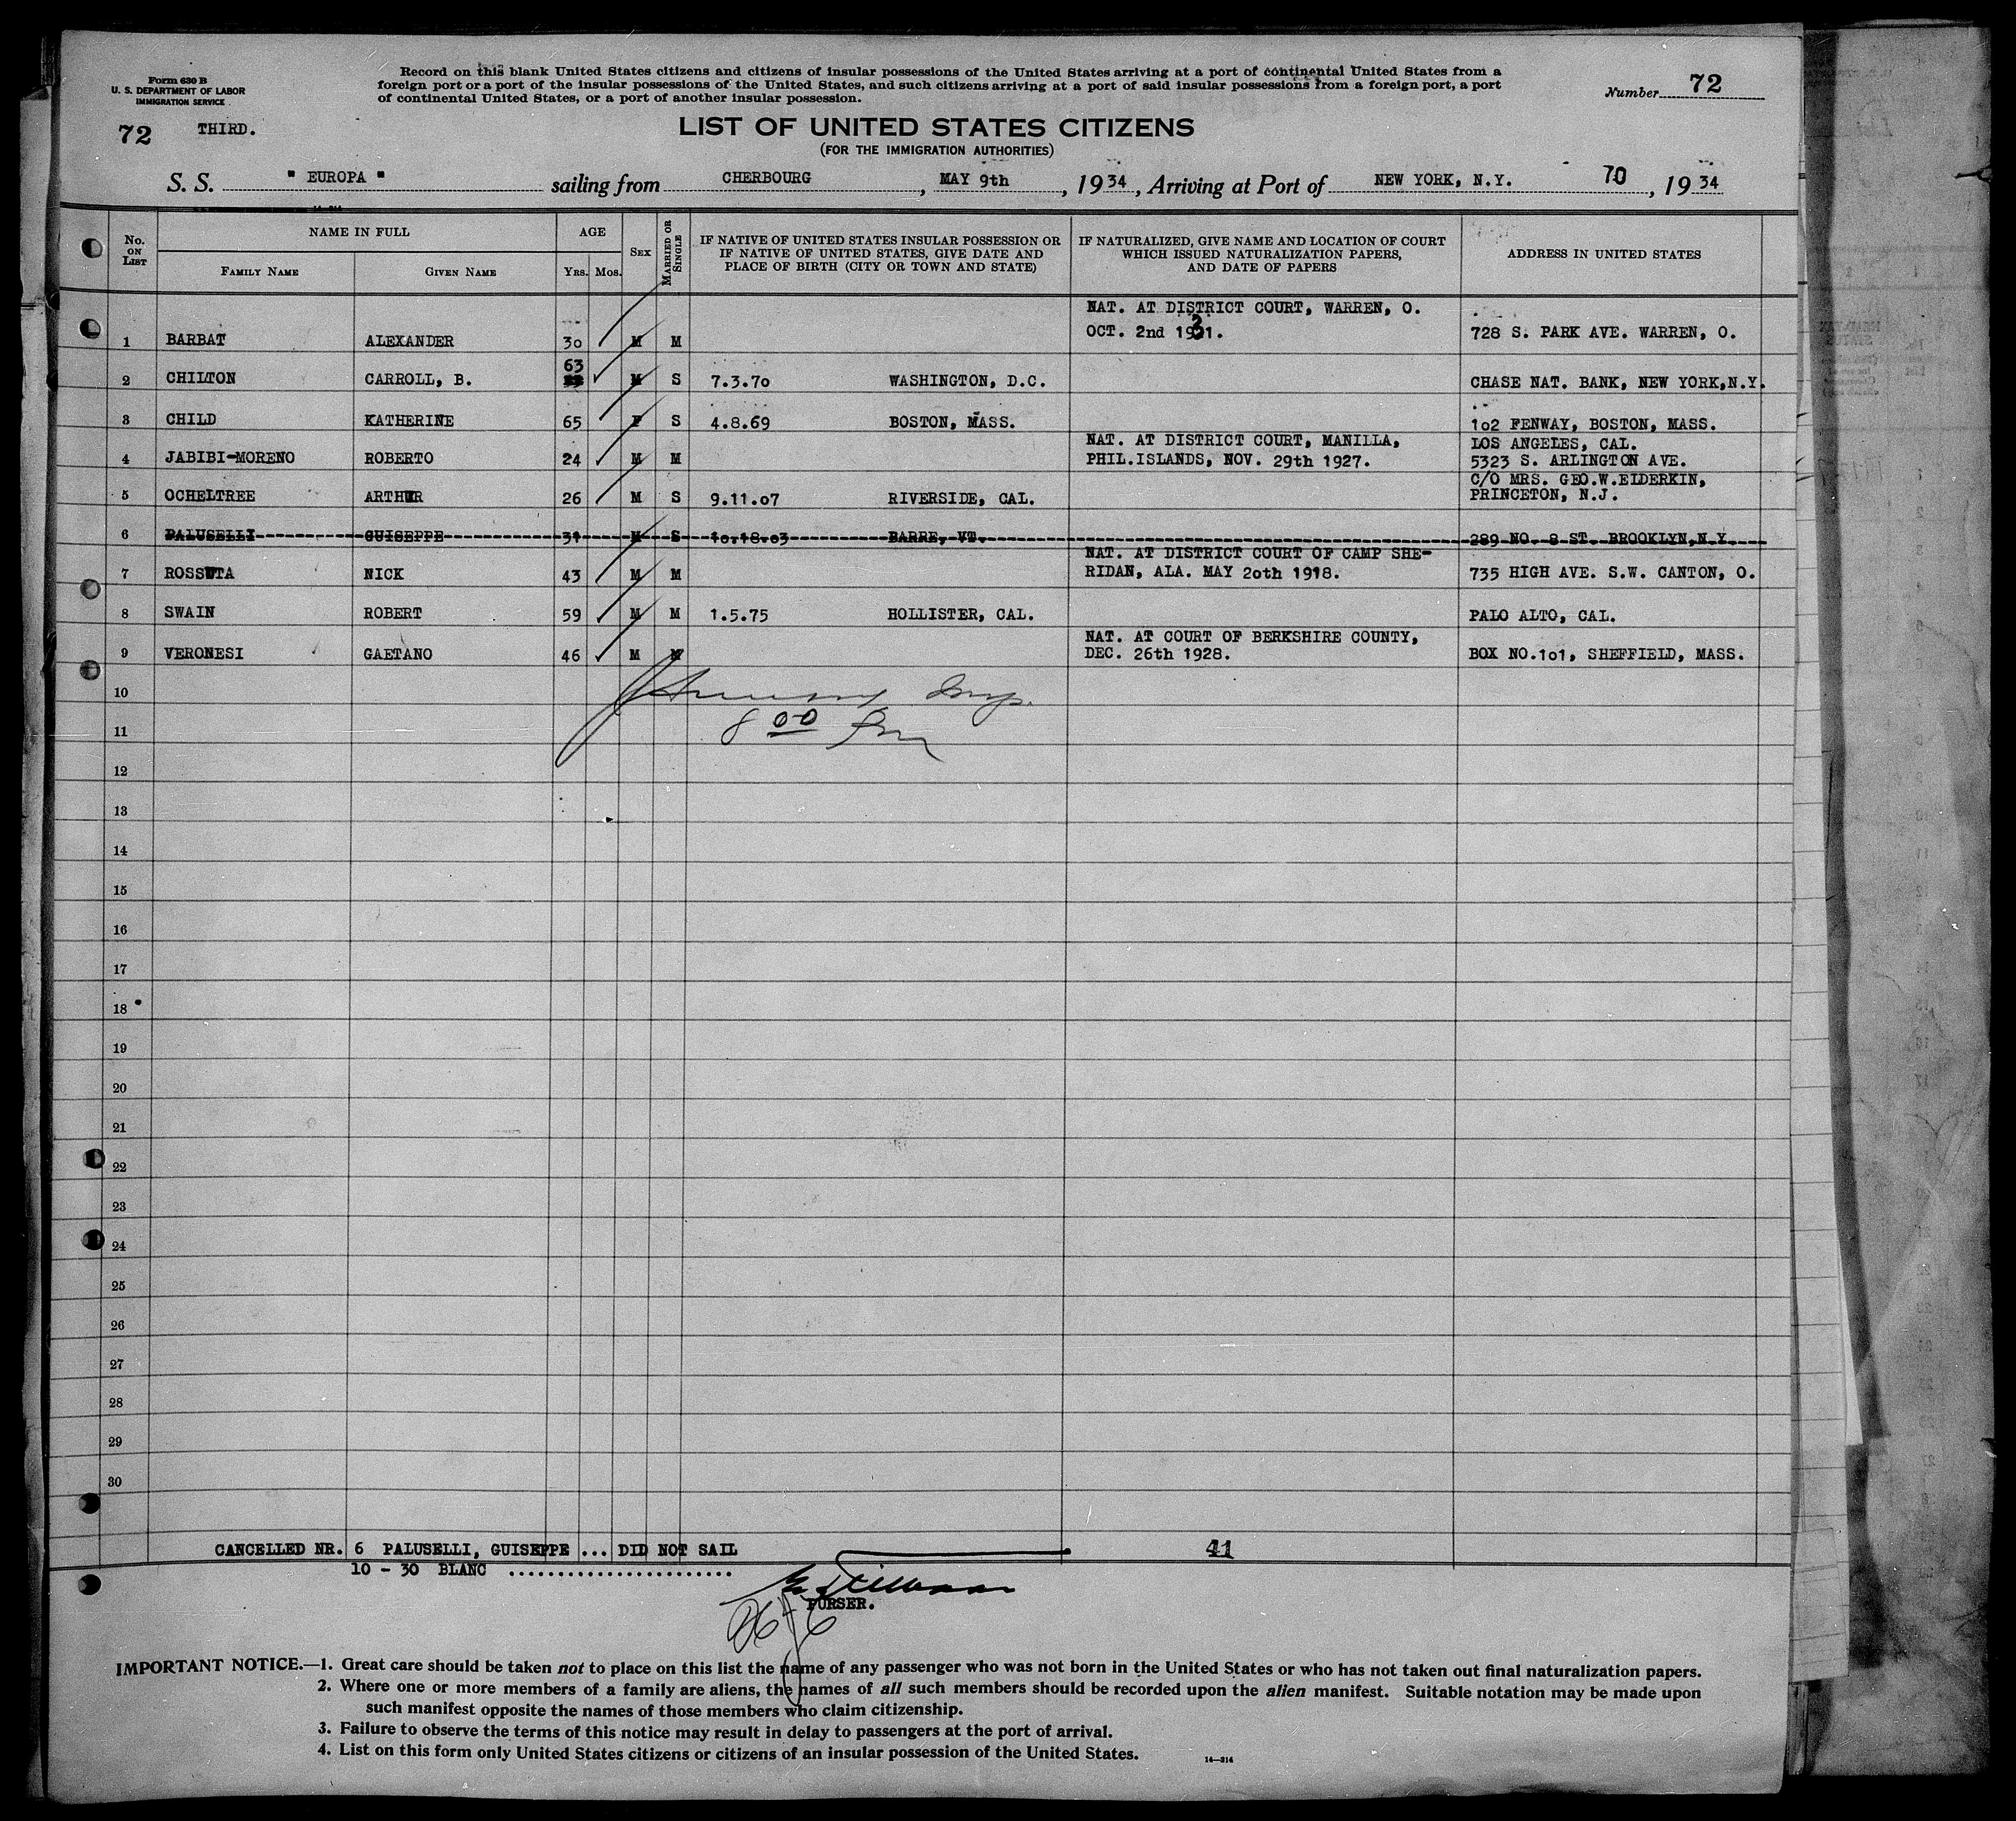 Form 630 B
U. S. DEPARTMENT OF LABOR
IMMIGRATION SERVICE
Record on this blank United States citizens and citizens of insular possessions of the United States arriving at a port of continental United States from a
foreign port or a port of the insular possessions of the United States, and such citizens arriving at a port of said insular possessions from a foreign port, a port
of continental United States, or a port of another insular possession.
Number 72
72 THIRD.
LIST OF UNITED STATES CITIZENS
(FOR THE IMMIGRATION AUTHORITIES)
S. S. " EUROPA " sailing from CHERBOURG, MAY 9th, 1934, Arriving at Port of NEW YORK, N.Y. 70, 1934
No. ON LIST
NAME IN FULL
FAMILY NAME GIVEN NAME
AGE
YRS. MOS.
SEX
MARRIED OR SINGLE
IF NATIVE OF UNITED STATES INSULAR POSSESSION OR
IF NATIVE OF UNITED STATES, GIVE DATE AND
PLACE OF BIRTH (CITY OR TOWN AND STATE)
IF NATURALIZED, GIVE NAME AND LOCATION OF COURT
WHICH ISSUED NATURALIZATION PAPERS,
AND DATE OF PAPERS
ADDRESS IN UNITED STATES
NAT. AT DISTRICT COURT, WARREN, O.
1 BARBAT ALEXANDER 30 M M OCT. 2nd 1931. 728 S. PARK AVE. WARREN, O.
63
2 CHILTON CARROLL, B. M S 7.3.70 WASHINGTON, D.C. CHASE NAT. BANK, NEW YORK,N.Y.
3 CHILD KATHERINE 65 F S 4.8.69 BOSTON, MASS. 102 FENWAY, BOSTON, MASS.
NAT. AT DISTRICT COURT, MANILLA, LOS ANGELES, CAL.
4 JABIBI-MORENO ROBERTO 24 M M PHIL.ISLANDS, NOV. 29th 1927. 5323 S. ARLINGTON AVE.
C/O MRS. GEO.W.ELDERKIN,
5 OCHELTREE ARTHUR 26 M S 9.11.07 RIVERSIDE, CAL. PRINCETON, N.J.
6 PALUSELLI GUISEPPE 31 M S 10.18.03 BARRE, VT. 289 NO. 8 ST. BROOKLYN,N.Y.
NAT. AT DISTRICT COURT OF CAMP SHE-
7 ROSSUTA NICK 43 M M RIDAN, ALA. MAY 20th 1918. 735 HIGH AVE. S.W. CANTON, O.
8 SWAIN ROBERT 59 M M 1.5.75 HOLLISTER, CAL. PALO ALTO, CAL.
NAT. AT COURT OF BERKSHIRE COUNTY,
9 VERONESI GAETANO 46 M M DEC. 26th 1928. BOX NO.101, SHEFFIELD, MASS.
10 Insp.
11 8 00 Pm
12
13
14
15
16
17
18
19
20
21
22
23
24
25
26
27
28
29
30
CANCELLED NR. 6 PALUSELLI, GUISEPPE ... DID NOT SAIL 41
10 - 30 BLANC ........................
PURSER.
IMPORTANT NOTICE.—1. Great care should be taken not to place on this list the name of any passenger who was not born in the United States or who has not taken out final naturalization papers.
2. Where one or more members of a family are aliens, the names of all such members should be recorded upon the alien manifest. Suitable notation may be made upon
such manifest opposite the names of those members who claim citizenship.
3. Failure to observe the terms of this notice may result in delay to passengers at the port of arrival.
4. List on this form only United States citizens or citizens of an insular possession of the United States.
14—314